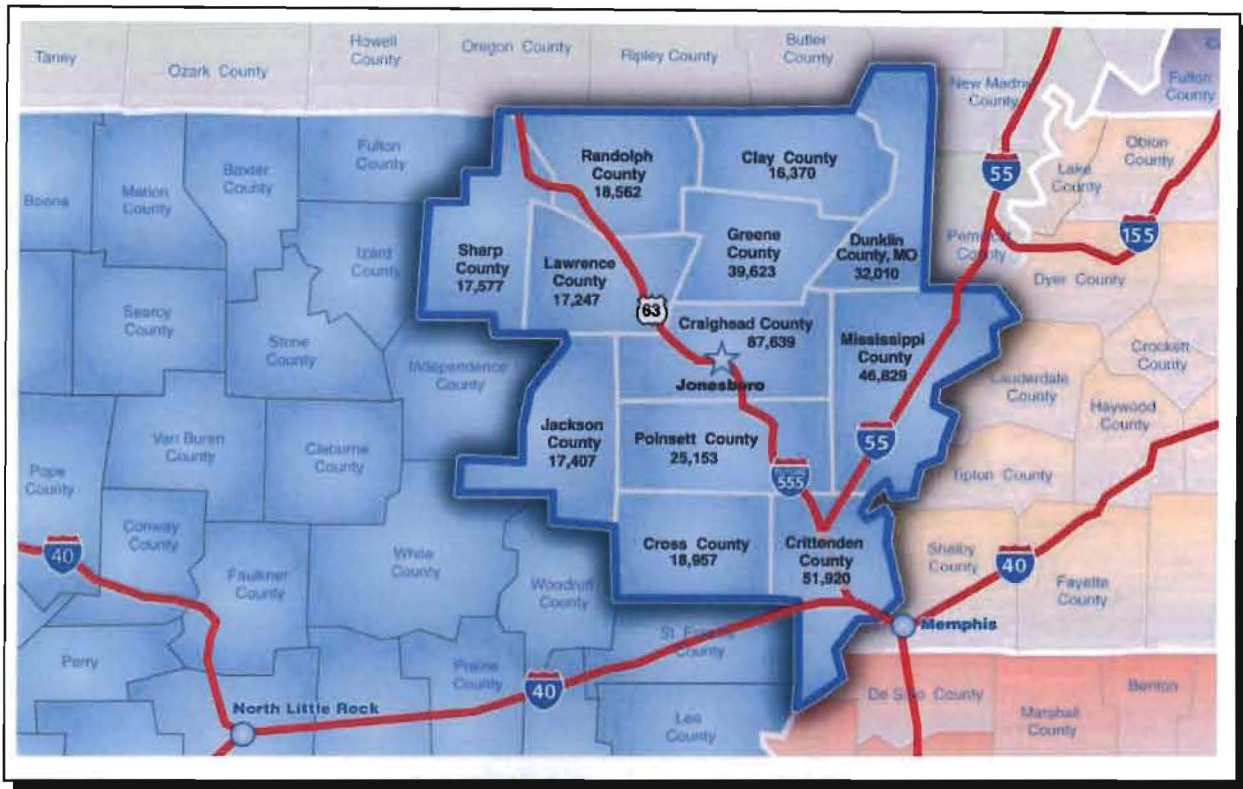 Taney
Ozark County
Howell
County
Oregon County
Ripley County
Butler
County
New Madrid
County
Fulton
County
Boone
Marion
County
Baxter
County
Fulton
County
Randolph
County
18,562
Clay County
16,370
55
Lake
County
Obion
County
Izard
County
Sharp
County
17,577
Lawrence
County
17,247
Greene
County
39,623
Dunklin
County, MO
32,010
County
155
Dyer County
Searcy
County
Stone
County
Independence
County
63
Craighead County
87,639
Jonesboro
Mississippi
County
46,829
Crockett
County
Lauderdale
County
Haywood
County
Pope
County
Van Buren
County
Cleburne
County
Jackson
County
17,407
Poinsett County
25,153
55
555
Tipton County
40
Conway
County
Faulkner
County
White
County
Woodruff
County
Cross County
18,957
Crittenden
County
51,920
Shelby
County
40
Fayette
County
Perry
Prairie
County
St. Francis
County
Memphis
North Little Rock
40
Lee
County
De Soto County
Marshall
County
Benton